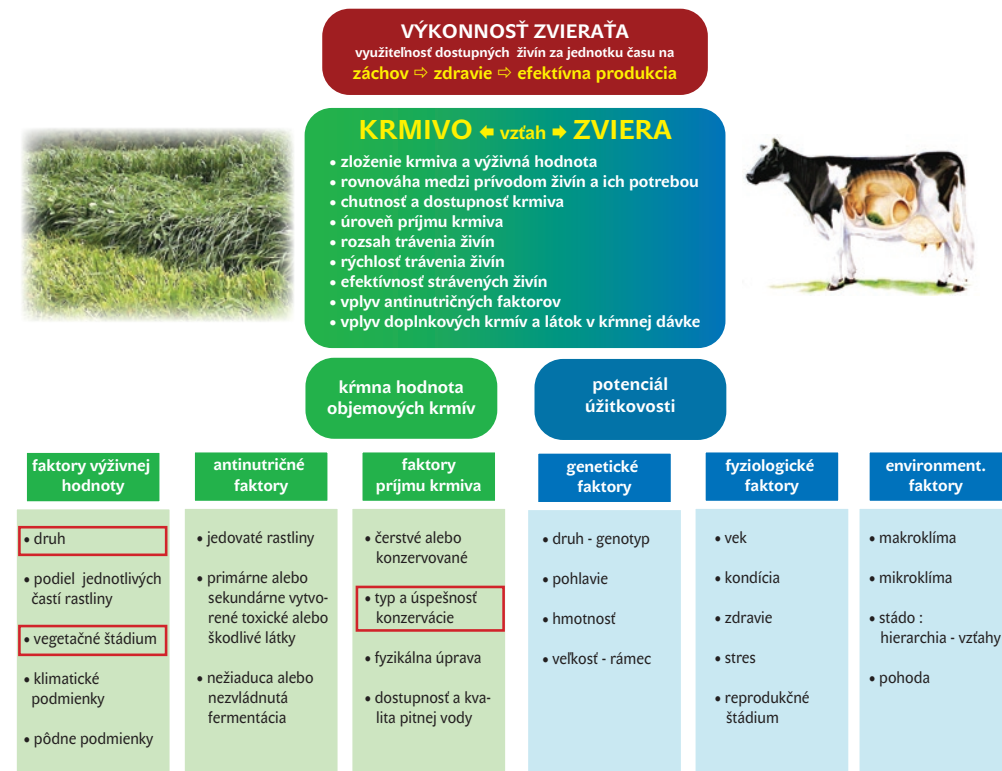 VÝKONNOSŤ ZVIERAŤA
využiteľnosť dostupných živín za jednotku času na
záchov ⇨ zdravie ⇨ efektívna produkcia
KRMIVO ⬅ vzťah ➡ ZVIERA
• zloženie krmiva a výživná hodnota
• rovnováha medzi prívodom živín a ich potrebou
• chutnosť a dostupnosť krmiva
• úroveň príjmu krmiva
• rozsah trávenia živín
• rýchlosť trávenia živín
• efektívnosť strávených živín
• vplyv antinutričných faktorov
• vplyv doplnkových krmív a látok v kŕmnej dávke
kŕmna hodnota
objemových krmív
potenciál
úžitkovosti
faktory výživnej
hodnoty
• druh
• podiel jednotlivých
častí rastliny
• vegetačné štádium
• klimatické
podmienky
• pôdne podmienky
antinutričné
faktory
• jedovaté rastliny
• primárne alebo
sekundárne vytvo-
rené toxické alebo
škodlivé látky
• nežiaduca alebo
nezvládnutá
fermentácia
faktory
príjmu krmiva
• čerstvé alebo
konzervované
• typ a úspešnosť
konzervácie
• fyzikálna úprava
• dostupnosť a kva-
lita pitnej vody
genetické
faktory
• druh - genotyp
• pohlavie
• hmotnosť
• veľkosť - rámec
fyziologické
faktory
• vek
• kondícia
• zdravie
• stres
• reprodukčné
štádium
environment.
faktory
• makroklíma
• mikroklíma
• stádo :
hierarchia - vzťahy
• pohoda